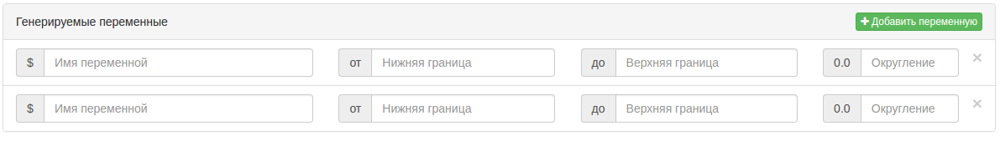 Генерируемые переменные + Добавить переменную
$ Имя переменной от Нижняя граница до Верхняя граница 0.0 Округление ×
$ Имя переменной от Нижняя граница до Верхняя граница 0.0 Округление ×